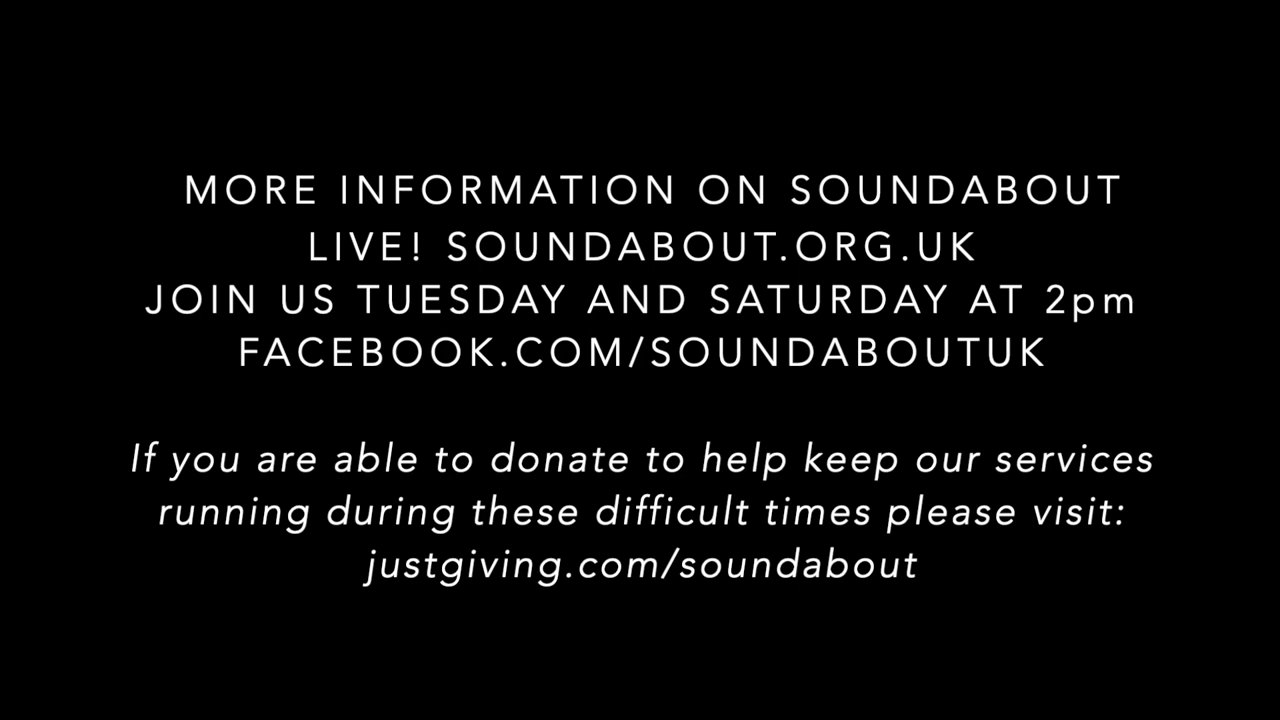 MORE INFORMATION ON SOUNDABOUT
LIVE! SOUNDABOUT.ORG.UK
JOIN US TUESDAY AND SATURDAY AT 2pm
FACEBOOK.COM/SOUNDABOUTUK
If you are able to donate to help keep our services
running during these difficult times please visit:
justgiving.com/soundabout